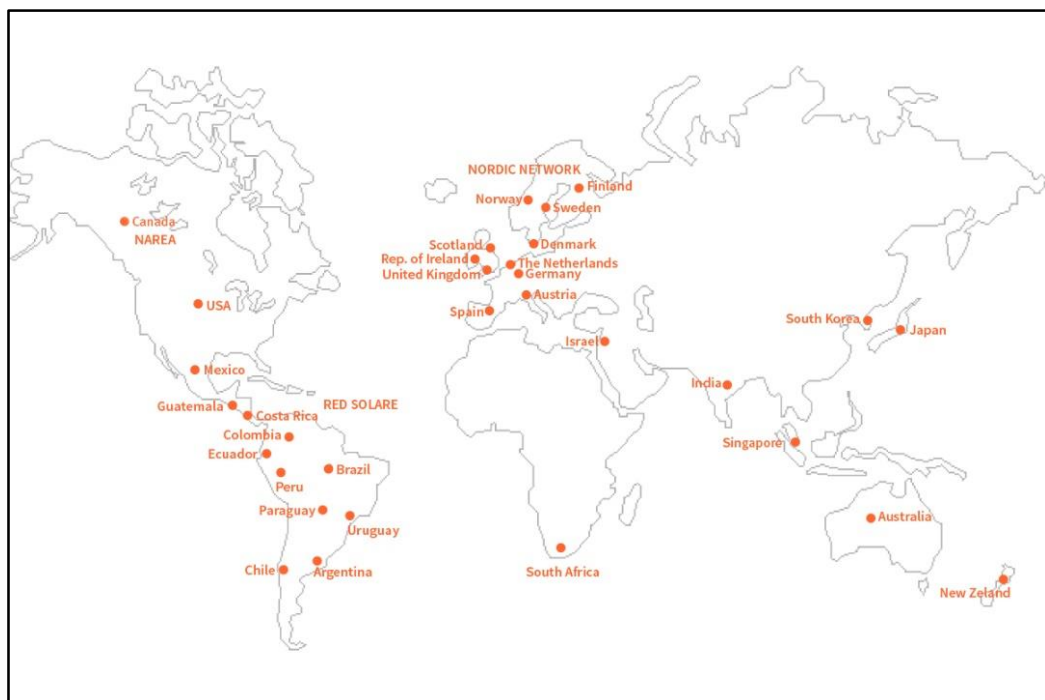 NORDIC NETWORK
Finland
Norway
Sweden
Canada
NAREA
Scotland
Denmark
Rep. of Ireland
The Netherlands
United Kingdom
Germany
Austria
USA
Spain
South Korea
Japan
Israel
Mexico
India
Guatemala
RED SOLARE
Costa Rica
Colombia
Singapore
Ecuador
Brazil
Peru
Paraguay
Uruguay
Australia
Chile
Argentina
South Africa
New Zeland